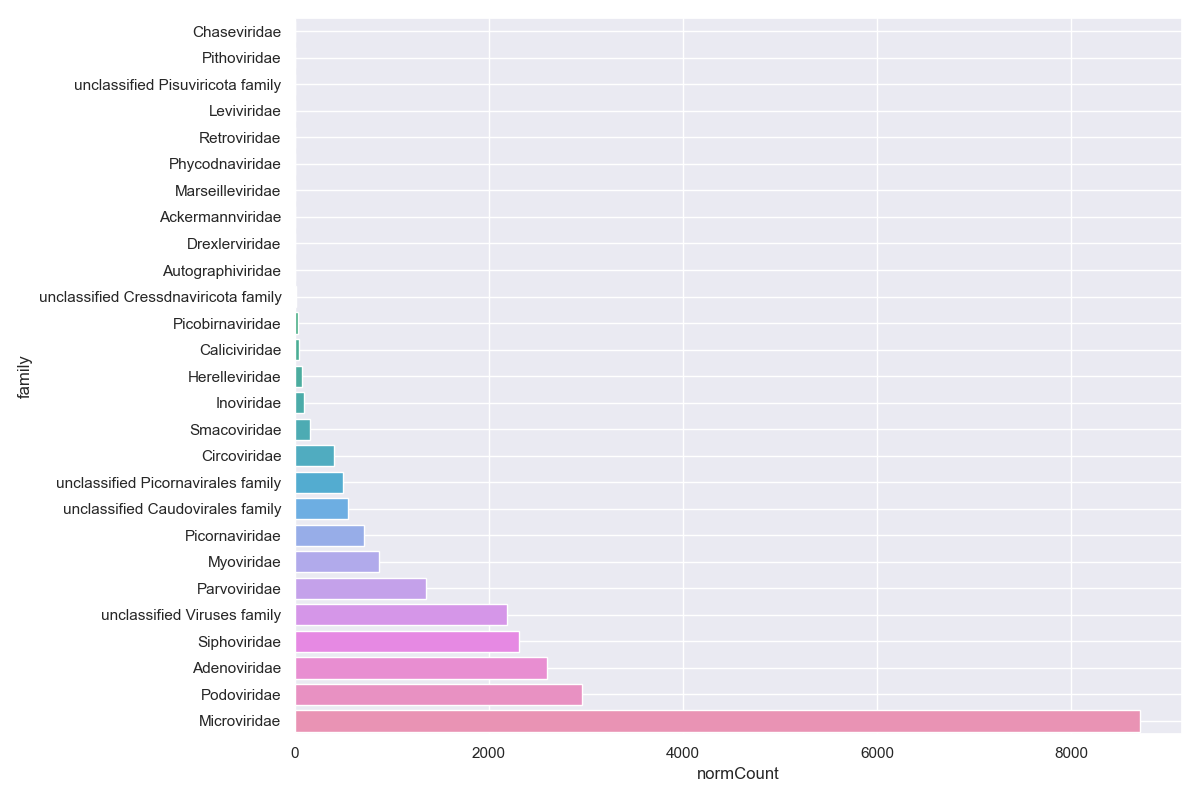 Chaseviridae
Pithoviridae
unclassified Pisuviricota family
Leviviridae
Retroviridae
Phycodnaviridae
Marseilleviridae
Ackermannviridae
Drexlerviridae
Autographiviridae
unclassified Cressdnaviricota family
Picobirnaviridae
Caliciviridae
Herelleviridae
Inoviridae
Smacoviridae
Circoviridae
unclassified Picornavirales family
unclassified Caudovirales family
Picornaviridae
Myoviridae
Parvoviridae
unclassified Viruses family
Siphoviridae
Adenoviridae
Podoviridae
Microviridae
family
0 2000 4000 6000 8000
normCount